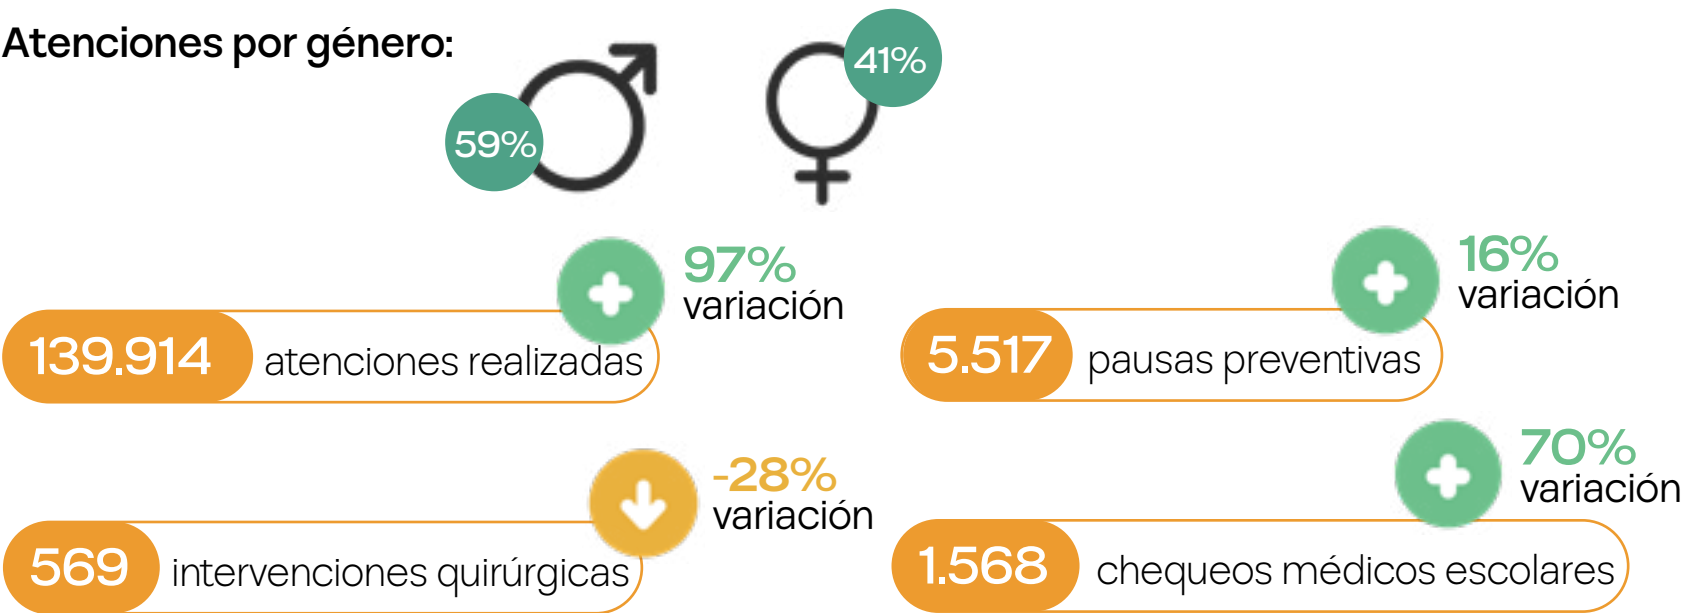 Atenciones por género:
59%
41%
97%
variación
139.914 atenciones realizadas
16%
variación
5.517 pausas preventivas
-28%
variación
569 intervenciones quirúrgicas
70%
variación
1.568 chequeos médicos escolares